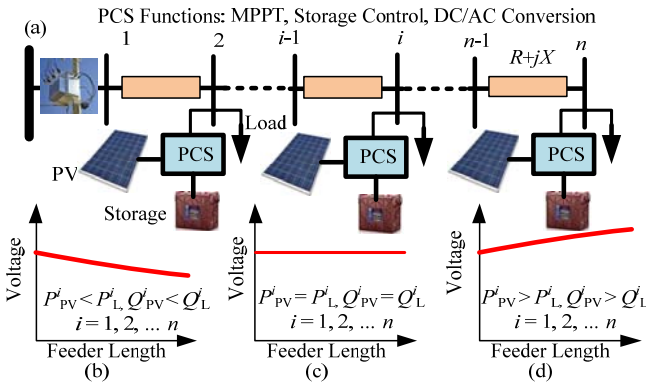 PCS Functions: MPPT, Storage Control, DC/AC Conversion
(a)
1 2 i-1 i n-1 n
R+jX
Load
PV PCS PCS PCS
Storage
Voltage
P^i_PV < P^i_L, Q^i_PV < Q^i_L
i = 1, 2, ... n
Feeder Length
(b)
Voltage
P^i_PV = P^i_L, Q^i_PV = Q^i_L
i = 1, 2, ... n
Feeder Length
(c)
Voltage
P^i_PV > P^i_L, Q^i_PV > Q^i_L
i = 1, 2, ... n
Feeder Length
(d)